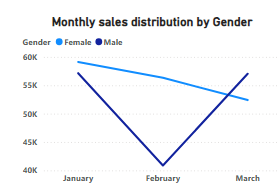 Monthly sales distribution by Gender
Gender Female Male
60K
55K
50K
45K
40K
January February March